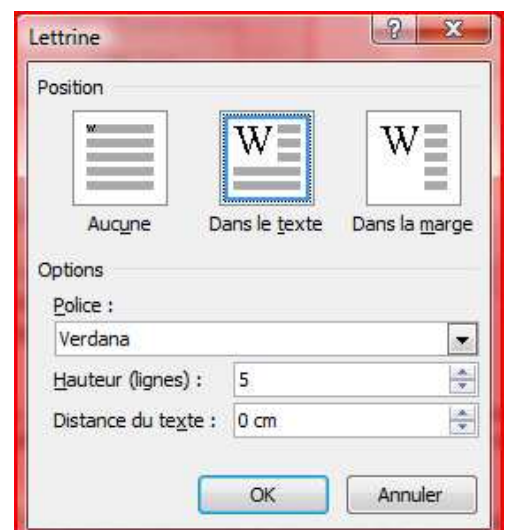 Lettrine
Position
W W W
Aucune Dans le texte Dans la marge
Options
Police :
Verdana
Hauteur (lignes) : 5
Distance du texte : 0 cm
OK Annuler